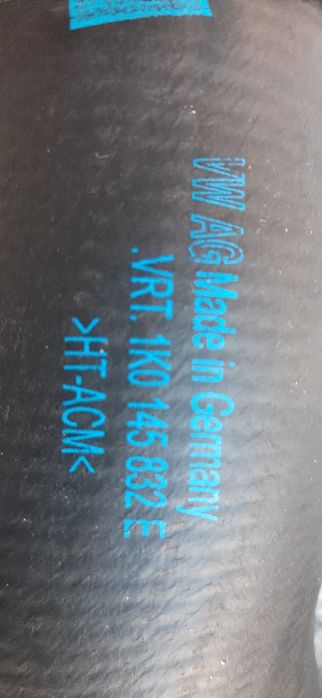 VW AG Made in Germany
.VRT. 1K0 145 832 E
>HT-ACM<